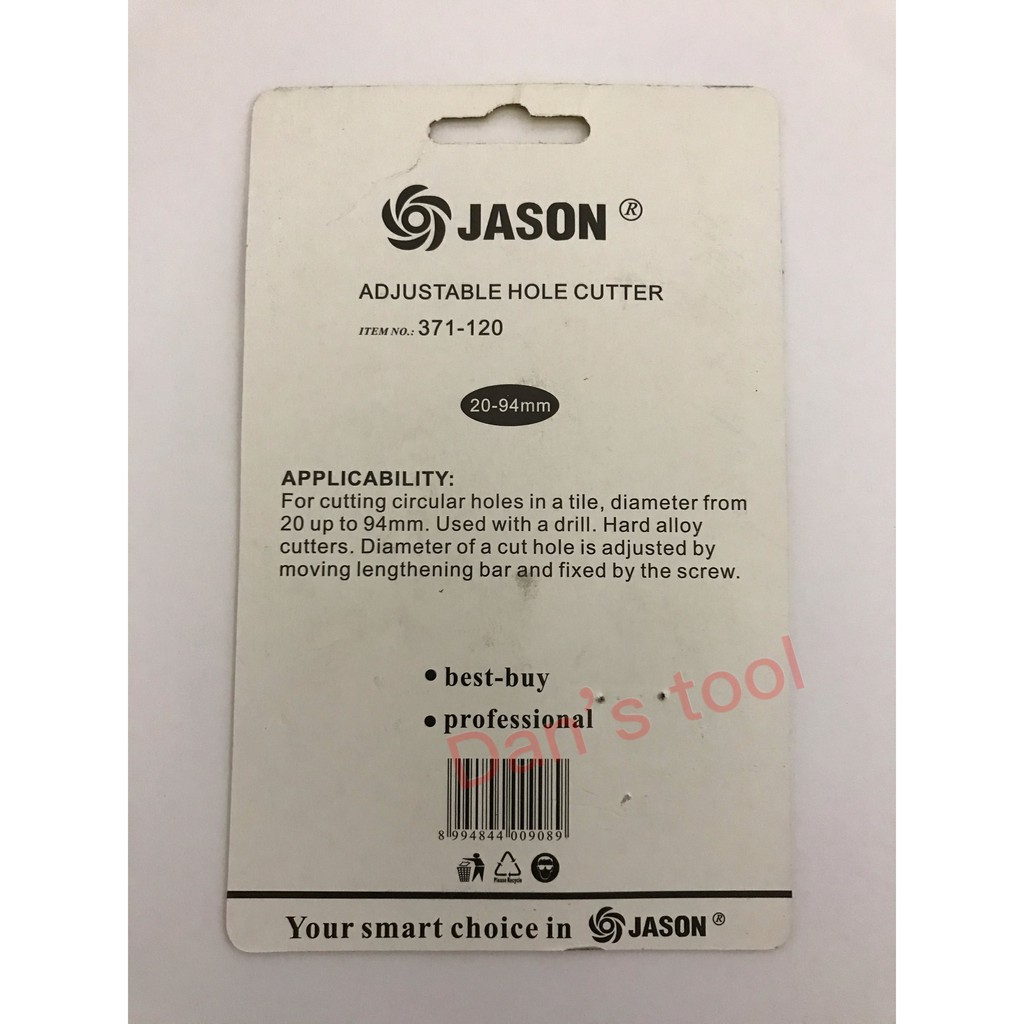 JASON ®
ADJUSTABLE HOLE CUTTER
ITEM NO.: 371-120
20-94mm
APPLICABILITY:
For cutting circular holes in a tile, diameter from
20 up to 94mm. Used with a drill. Hard alloy
cutters. Diameter of a cut hole is adjusted by
moving lengthening bar and fixed by the screw.
• best-buy
• professional
Dan's tool
8 994844 009089
Please Recycle
Your smart choice in JASON ®